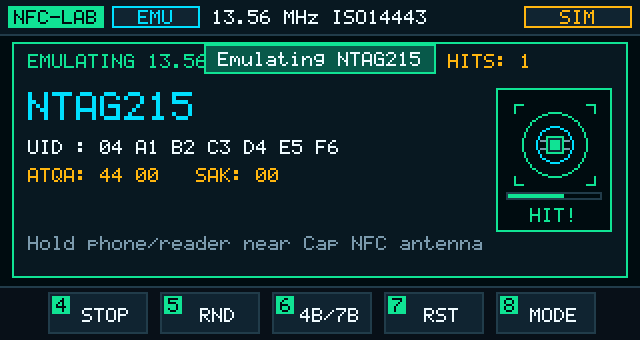 NFC-LAB EMU 13.56 MHz ISO14443 SIM
EMULATING 13.56 Emulating NTAG215 HITS: 1
NTAG215
UID : 04 A1 B2 C3 D4 E5 F6
ATQA: 44 00 SAK: 00
HIT!
Hold phone/reader near Cap NFC antenna
4 STOP 5 RND 6 4B/7B 7 RST 8 MODE